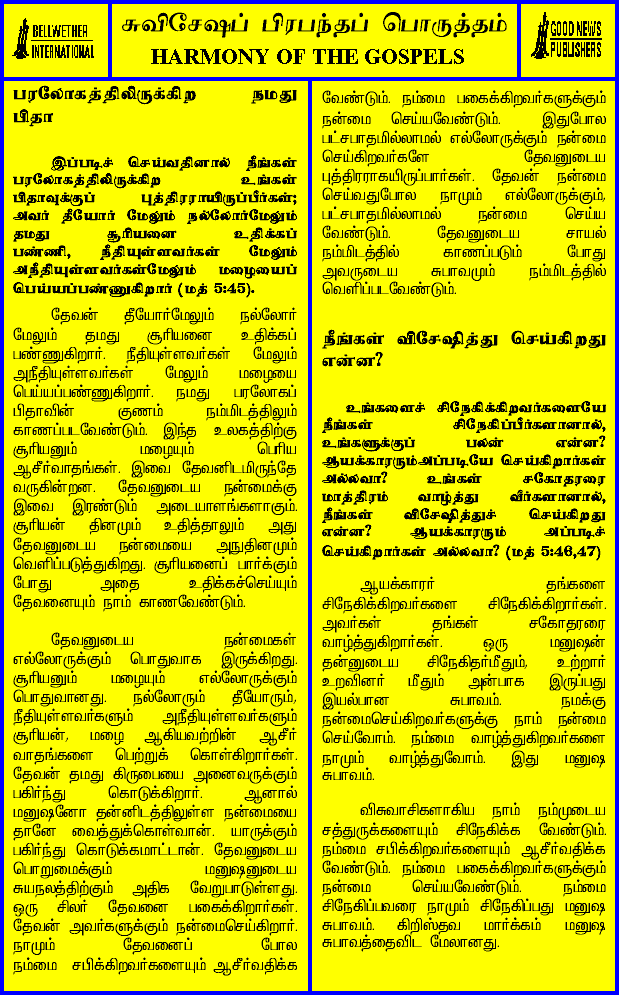 BELLWETHER
INTERNATIONAL
சுவிசேஷப் பிரபந்தப் பொருத்தம்
HARMONY OF THE GOSPELS
GOOD NEWS
PUBLISHERS
பரலோகத்திலிருக்கிற நமது
பிதா
இப்படிச் செய்வதினால் நீங்கள்
பரலோகத்திலிருக்கிற உங்கள்
பிதாவுக்குப் புத்திரராயிருப்பீர்கள்;
அவர் தீயோர் மேலும் நல்லோர்மேலும்
தமது சூரியனை உதிக்கப்
பண்ணி, நீதியுள்ளவர்கள் மேலும்
அநீதியுள்ளவர்கள்மேலும் மழையைப்
பெய்யப்பண்ணுகிறார் (மத் 5:45).
தேவன் தீயோர்மேலும் நல்லோர்
மேலும் தமது சூரியனை உதிக்கப்
பண்ணுகிறார். நீதியுள்ளவர்கள் மேலும்
அநீதியுள்ளவர்கள் மேலும் மழையை
பெய்யப்பண்ணுகிறார். நமது பரலோகப்
பிதாவின் குணம் நம்மிடத்திலும்
காணப்படவேண்டும். இந்த உலகத்திற்கு
சூரியனும் மழையும் பெரிய
ஆசீர்வாதங்கள். இவை தேவனிடமிருந்தே
வருகின்றன. தேவனுடைய நன்மைக்கு
இவை இரண்டும் அடையாளங்களாகும்.
சூரியன் தினமும் உதித்தாலும் அது
தேவனுடைய நன்மையை அநுதினமும்
வெளிப்படுத்துகிறது. சூரியனைப் பார்க்கும்
போது அதை உதிக்கச்செய்யும்
தேவனையும் நாம் காணவேண்டும்.
தேவனுடைய நன்மைகள்
எல்லோருக்கும் பொதுவாக இருக்கிறது.
சூரியனும் மழையும் எல்லோருக்கும்
பொதுவானது. நல்லோரும் தீயோரும்,
நீதியுள்ளவர்களும் அநீதியுள்ளவர்களும்
சூரியன், மழை ஆகியவற்றின் ஆசீர்
வாதங்களை பெற்றுக் கொள்கிறார்கள்.
தேவன் தமது கிருபையை அனைவருக்கும்
பகிர்ந்து கொடுக்கிறார். ஆனால்
மனுஷனோ தன்னிடத்திலுள்ள நன்மையை
தானே வைத்துக்கொள்வான். யாருக்கும்
பகிர்ந்து கொடுக்கமாட்டான். தேவனுடைய
பொறுமைக்கும் மனுஷனுடைய
சுயநலத்திற்கும் அதிக வேறுபாடுள்ளது.
ஒரு சிலர் தேவனை பகைக்கிறார்கள்.
தேவன் அவர்களுக்கும் நன்மைசெய்கிறார்.
நாமும் தேவனைப் போல
நம்மை சபிக்கிறவர்களையும் ஆசீர்வதிக்க
வேண்டும். நம்மை பகைக்கிறவர்களுக்கும்
நன்மை செய்யவேண்டும். இதுபோல
பட்சபாதமில்லாமல் எல்லோருக்கும் நன்மை
செய்கிறவர்களே தேவனுடைய
புத்திரராகயிருப்பார்கள். தேவன் நன்மை
செய்வதுபோல நாமும் எல்லோருக்கும்,
பட்சபாதமில்லாமல் நன்மை செய்ய
வேண்டும். தேவனுடைய சாயல்
நம்மிடத்தில் காணப்படும் போது
அவருடைய சுபாவமும் நம்மிடத்தில்
வெளிப்படவேண்டும்.
நீங்கள் விசேஷித்து செய்கிறது
என்ன?
உங்களைச் சிநேகிக்கிறவர்களையே
நீங்கள் சிநேகிப்பீர்களானால்,
உங்களுக்குப் பலன் என்ன?
ஆயக்காரரும்அப்படியே செய்கிறார்கள்
அல்லவா? உங்கள் சகோதரரை
மாத்திரம் வாழ்த்து வீர்களானால்,
நீங்கள் விசேஷித்துச் செய்கிறது
என்ன? ஆயக்காரரும் அப்படிச்
செய்கிறார்கள் அல்லவா? (மத் 5:46,47)
ஆயக்காரர் தங்களை
சிநேகிக்கிறவர்களை சிநேகிக்கிறார்கள்.
அவர்கள் தங்கள் சகோதரரை
வாழ்த்துகிறார்கள். ஒரு மனுஷன்
தன்னுடைய சிநேகிதர்மீதும், உற்றார்
உறவினர் மீதும் அன்பாக இருப்பது
இயல்பான சுபாவம். நமக்கு
நன்மைசெய்கிறவர்களுக்கு நாம் நன்மை
செய்வோம். நம்மை வாழ்த்துகிறவர்களை
நாமும் வாழ்த்துவோம். இது மனுஷ
சுபாவம்.
விசுவாசிகளாகிய நாம் நம்முடைய
சத்துருக்களையும் சிநேகிக்க வேண்டும்.
நம்மை சபிக்கிறவர்களையும் ஆசீர்வதிக்க
வேண்டும். நம்மை பகைக்கிறவர்களுக்கும்
நன்மை செய்யவேண்டும். நம்மை
சிநேகிப்பவரை நாமும் சிநேகிப்பது மனுஷ
சுபாவம். கிறிஸ்தவ மார்க்கம் மனுஷ
சுபாவத்தைவிட மேலானது.